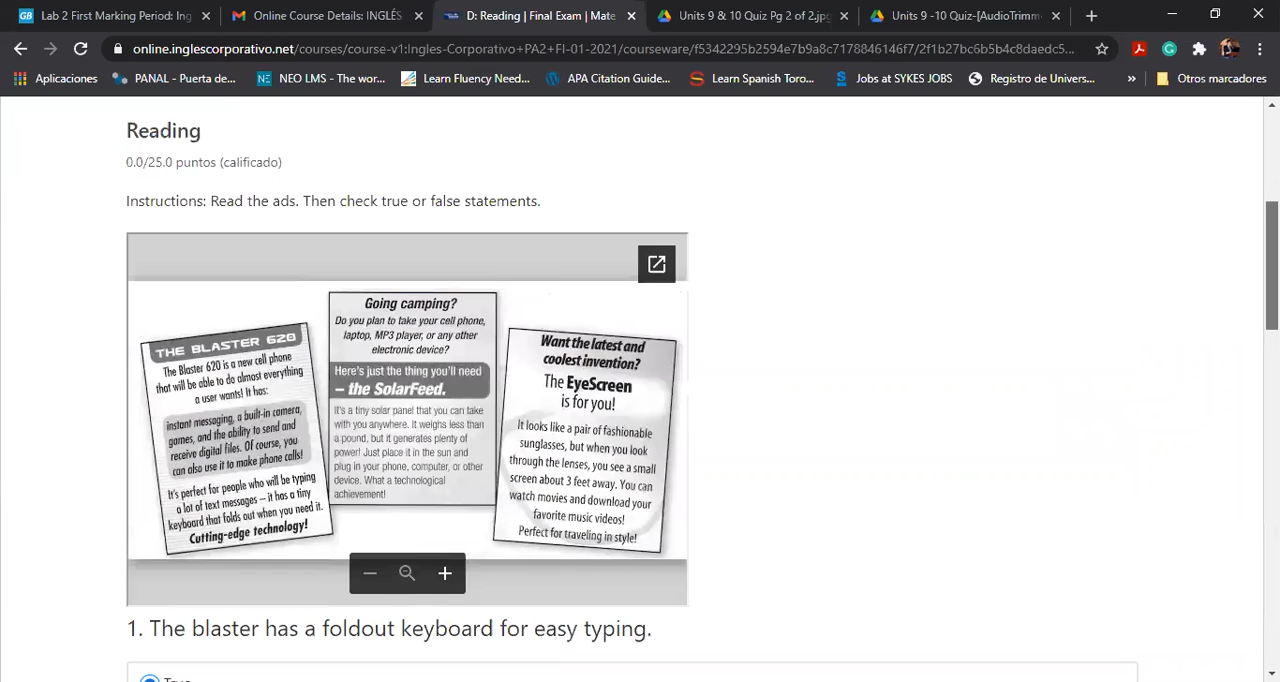 Lab 2 First Marking Period: Ing
Online Course Details: INGLÉS
D: Reading | Final Exam | Mate
Units 9 & 10 Quiz Pg 2 of 2.jpg
Units 9 -10 Quiz-[AudioTrimm
online.inglescorporativo.net/courses/course-v1:Ingles-Corporativo+PA2+FI-01-2021/courseware/f5342295b2594e7b9a8c7178846146f7/2f1b27bc6b5b4c8daedc5...
Aplicaciones
PANAL - Puerta de...
NEO LMS - The wor...
Learn Fluency Need...
APA Citation Guide...
Learn Spanish Toro...
Jobs at SYKES JOBS
Registro de Univers...
»
Otros marcadores
Reading
0.0/25.0 puntos (calificado)
Instructions: Read the ads. Then check true or false statements.
THE BLASTER 620
The Blaster 620 is a new cell phone
that will be able to do almost everything
a user wants! It has:
instant messaging, a built-in camera,
games, and the ability to send and
receive digital files. Of course, you
can also use it to make phone calls!
It's perfect for people who will be typing
a lot of text messages – it has a tiny
keyboard that folds out when you need it.
Cutting-edge technology!
Going camping?
Do you plan to take your cell phone,
laptop, MP3 player, or any other
electronic device?
Here's just the thing you'll need
– the SolarFeed.
It's a tiny solar panel that you can take
with you anywhere. It weighs less than
a pound, but it generates plenty of
power! Just place it in the sun and
plug in your phone, computer, or other
device. What a technological
achievement!
Want the latest and
coolest invention?
The EyeScreen
is for you!
It looks like a pair of fashionable
sunglasses, but when you look
through the lenses, you see a small
screen about 3 feet away. You can
watch movies and download your
favorite music videos!
Perfect for traveling in style!
1. The blaster has a foldout keyboard for easy typing.
True